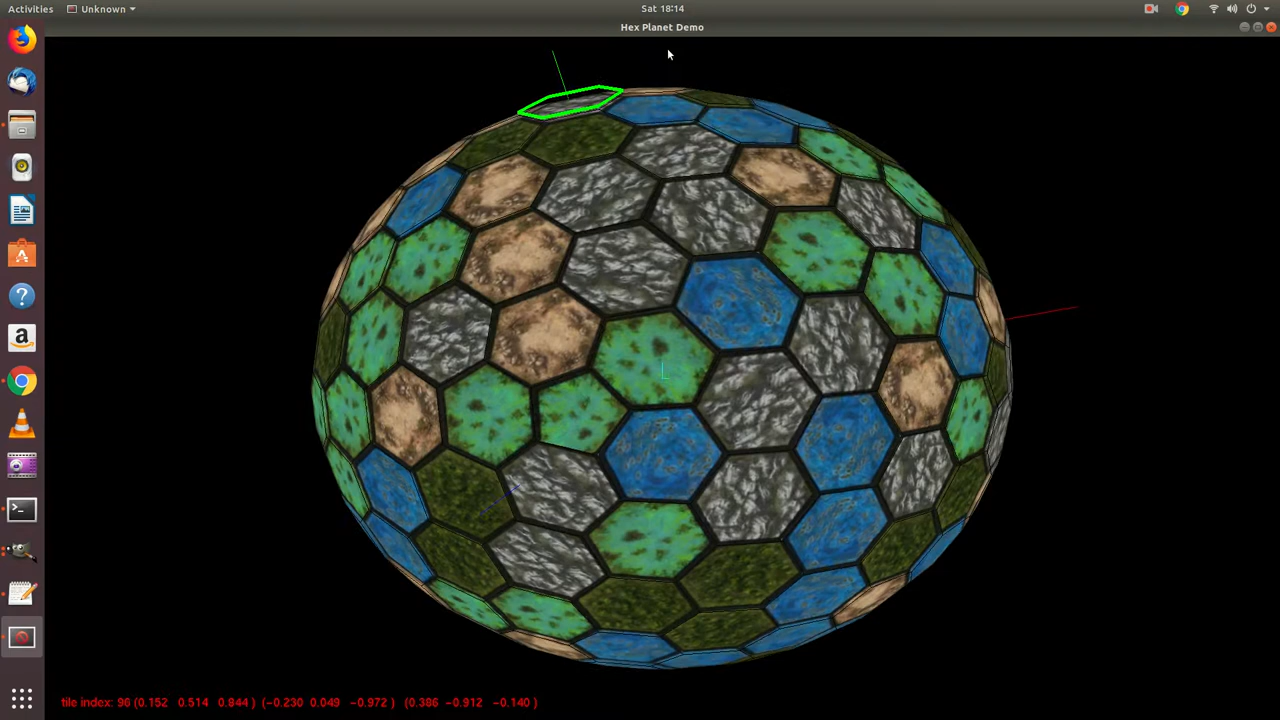 Activities Unknown Sat 18:14
Hex Planet Demo
tile index: 96 (0.152 0.514 0.844 ) (-0.230 0.049 -0.972 ) (0.386 -0.912 -0.140 )